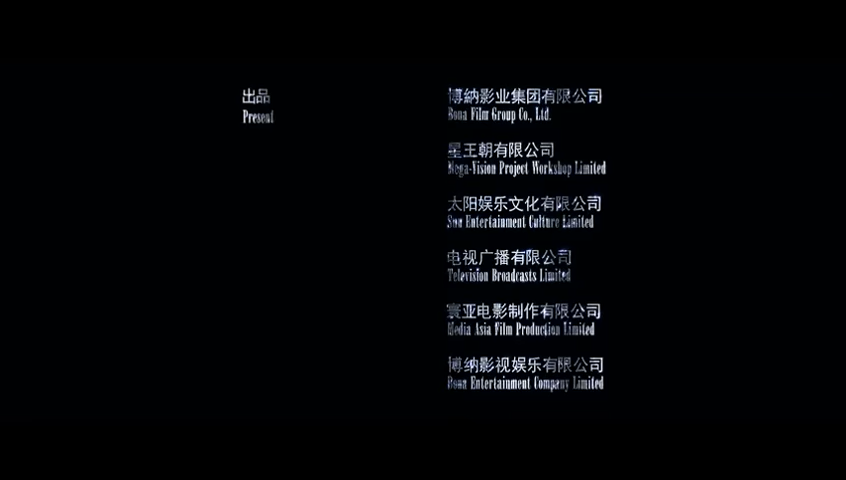 出品
Present
博納影业集团有限公司
Bona Film Group Co., Ltd.
星王朝有限公司
Mega-Vision Project Workshop Limited
太阳娱乐文化有限公司
Sun Entertainment Culture Limited
电视广播有限公司
Television Broadcasts Limited
寰亚电影制作有限公司
Media Asia Film Production Limited
博纳影视娱乐有限公司
Bona Entertainment Company Limited